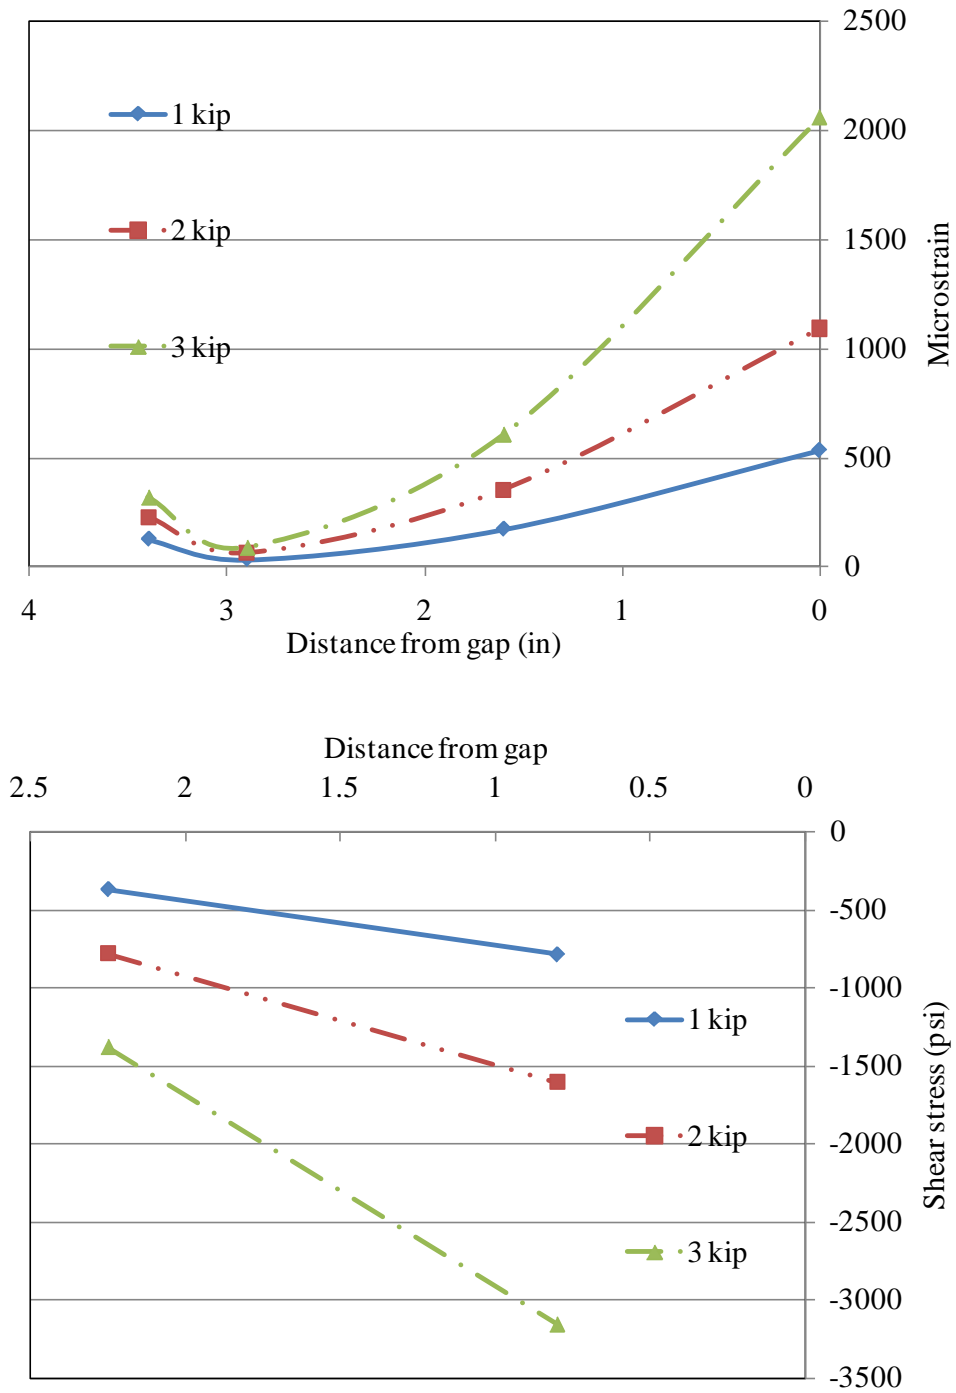 2500
1 kip
2000
2 kip
1500
3 kip
1000
500
0
Microstrain
4 3 2 1 0
Distance from gap (in)
Distance from gap
2.5 2 1.5 1 0.5 0
0
-500
-1000
1 kip
-1500
2 kip
-2000
-2500
3 kip
-3000
-3500
Shear stress (psi)